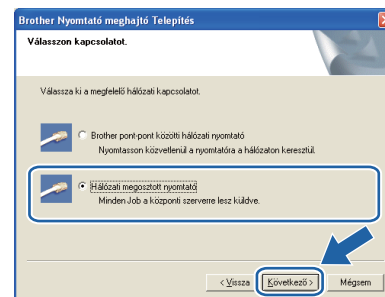 Brother Nyomtató meghajtó Telepítés
Válasszon kapcsolatot.
Válassza ki a megfelelő hálózati kapcsolatot.
Brother pont-pont közötti hálózati nyomtató
Nyomtasson közvetlenül a nyomtatóra a hálózaton keresztül.
Hálózati megosztott nyomtató
Minden Job a központi szerverre lesz küldve.
< Vissza Következő > Mégsem